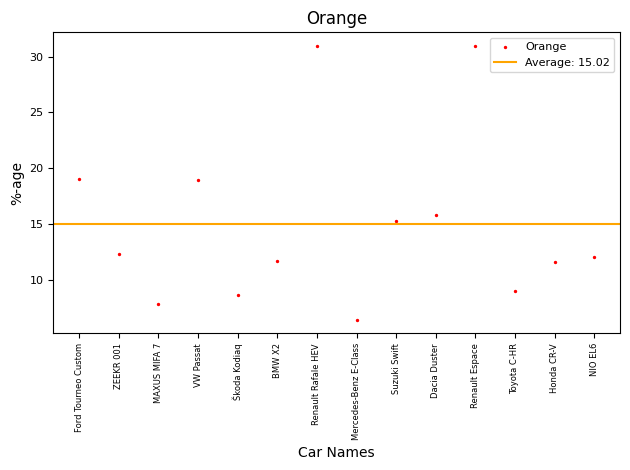 Orange
Orange
Average: 15.02
%-age
30
25
20
15
10
Ford Tourneo Custom
ZEEKR 001
MAXUS MIFA 7
VW Passat
Škoda Kodiaq
BMW X2
Renault Rafale HEV
Mercedes-Benz E-Class
Suzuki Swift
Dacia Duster
Renault Espace
Toyota C-HR
Honda CR-V
NIO EL6
Car Names